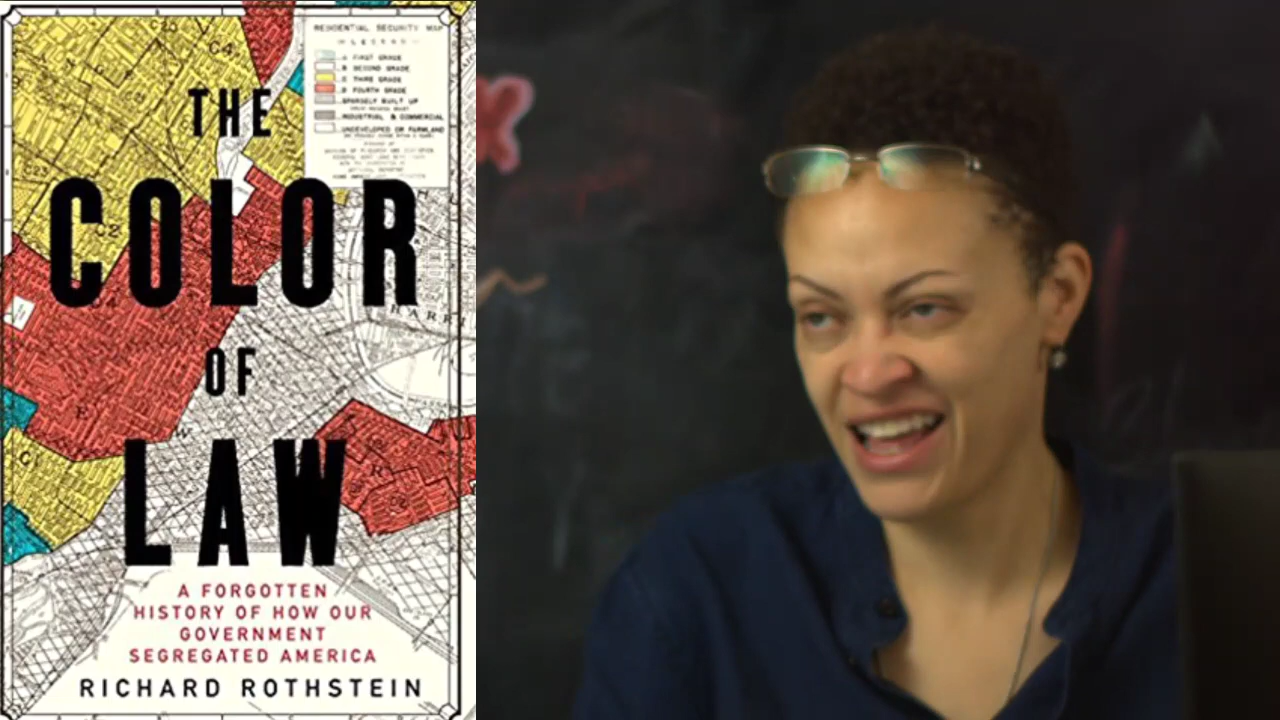 THE
COLOR
OF
LAW
RESIDENTIAL SECURITY MAP
LEGEND
A FIRST GRADE
B SECOND GRADE
C THIRD GRADE
D FOURTH GRADE
SPARSELY BUILT UP
INDUSTRIAL & COMMERCIAL
UNDEVELOPED OR FARMLAND
A FORGOTTEN
HISTORY OF HOW OUR
GOVERNMENT
SEGREGATED AMERICA
RICHARD ROTHSTEIN